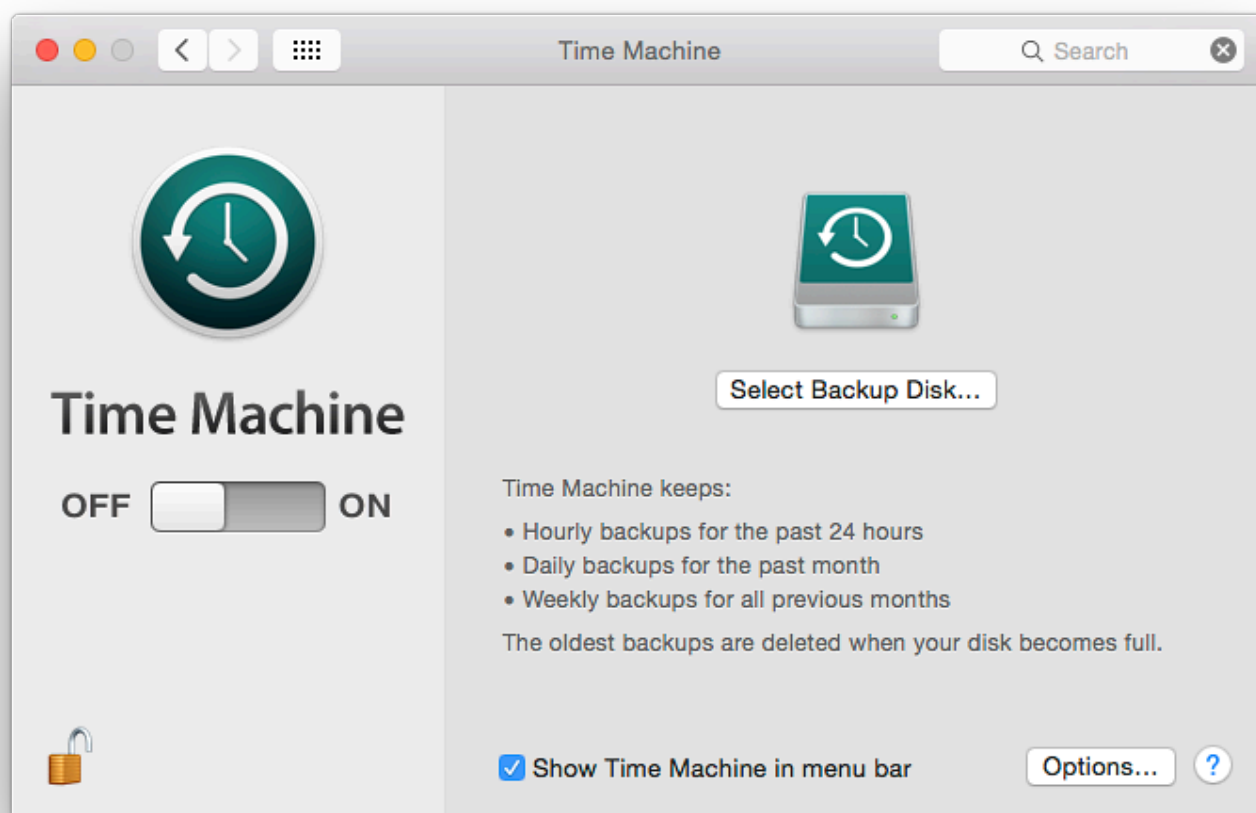 Time Machine
Search
Time Machine
OFF ON
Select Backup Disk...
Time Machine keeps:
• Hourly backups for the past 24 hours
• Daily backups for the past month
• Weekly backups for all previous months
The oldest backups are deleted when your disk becomes full.
Show Time Machine in menu bar
Options...
?